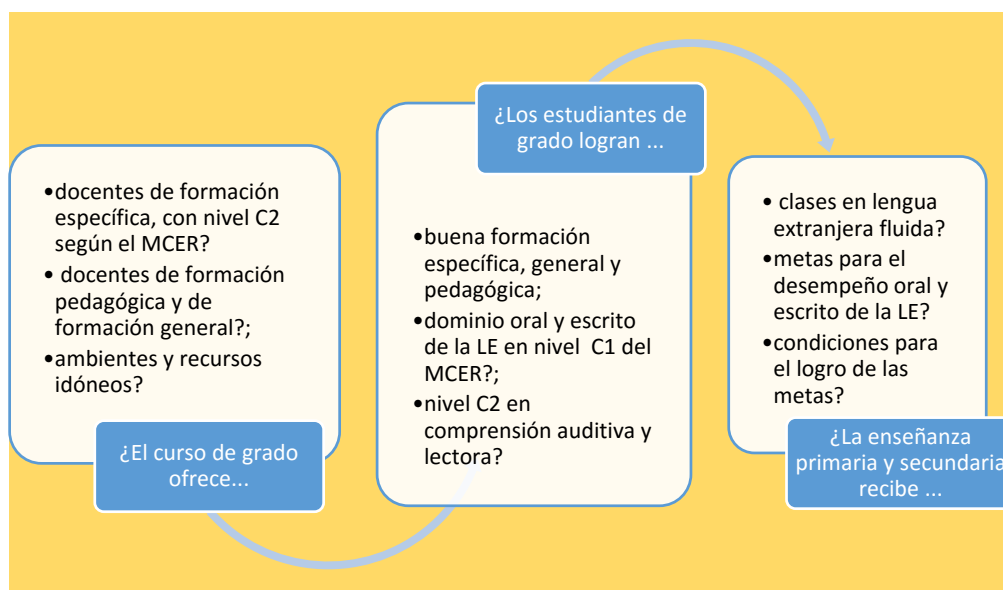 •docentes de formación
específica, con nivel C2
según el MCER?
• docentes de formación
pedagógica y de
formación general?;
•ambientes y recursos
idóneos?
¿El curso de grado
ofrece...
¿Los estudiantes de
grado logran ...
•buena formación
específica, general y
pedagógica;
•dominio oral y escrito
de la LE en nivel C1 del
MCER?;
•nivel C2 en
comprensión auditiva y
lectora?
• clases en lengua
extranjera fluida?
•metas para el
desempeño oral y
escrito de la LE?
•condiciones para
el logro de las
metas?
¿La enseñanza
primaria y secundaria
recibe ...